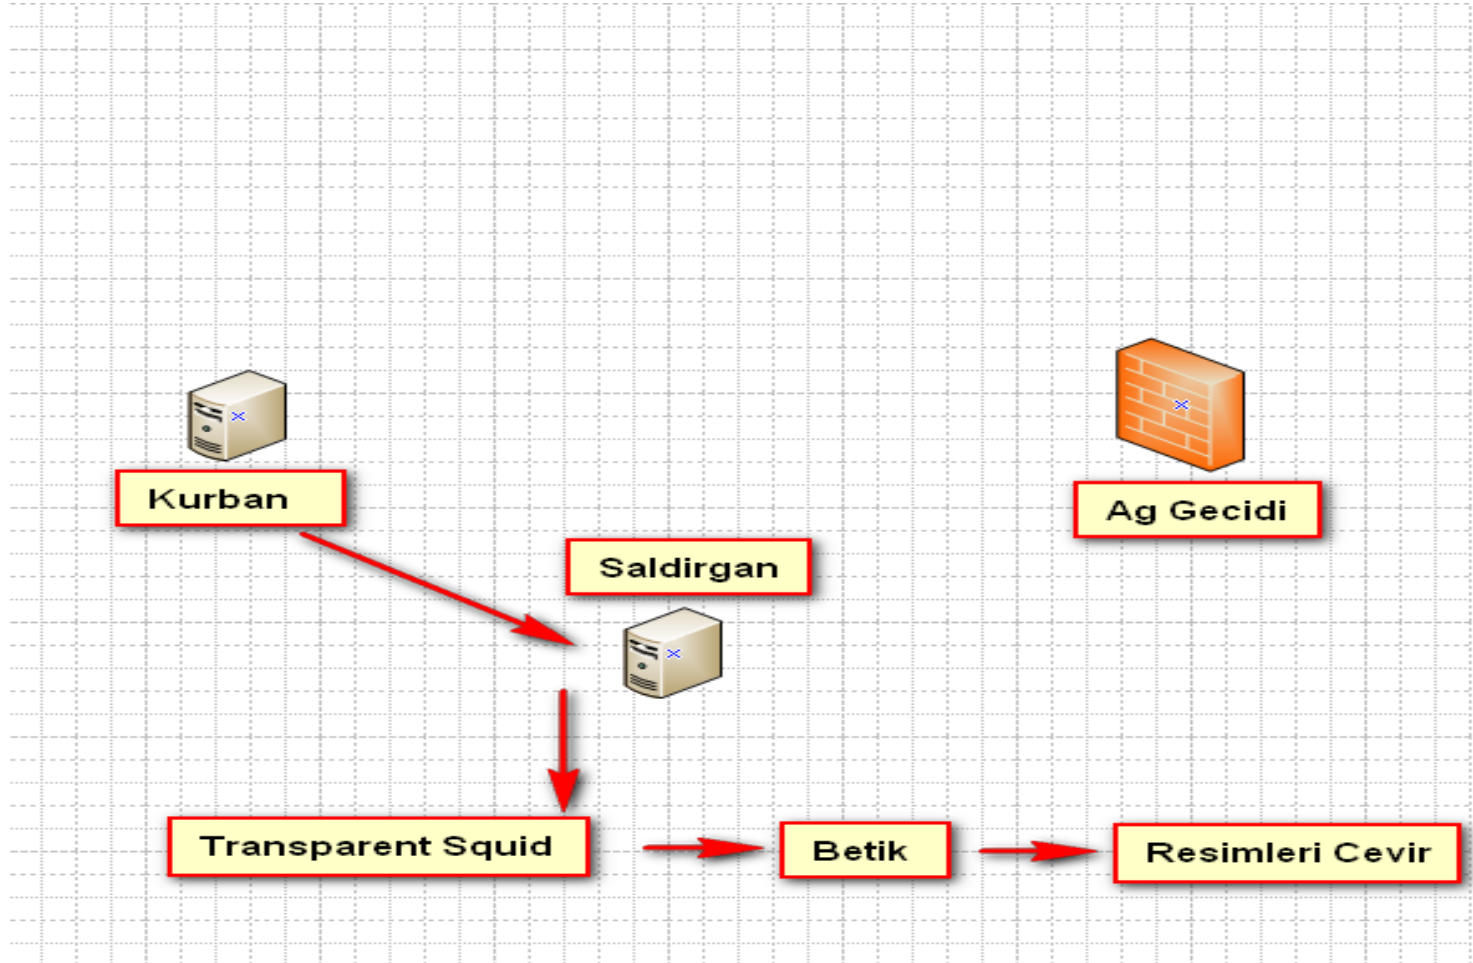 Kurban
Ag Gecidi
Saldirgan
Transparent Squid
Betik
Resimleri Cevir